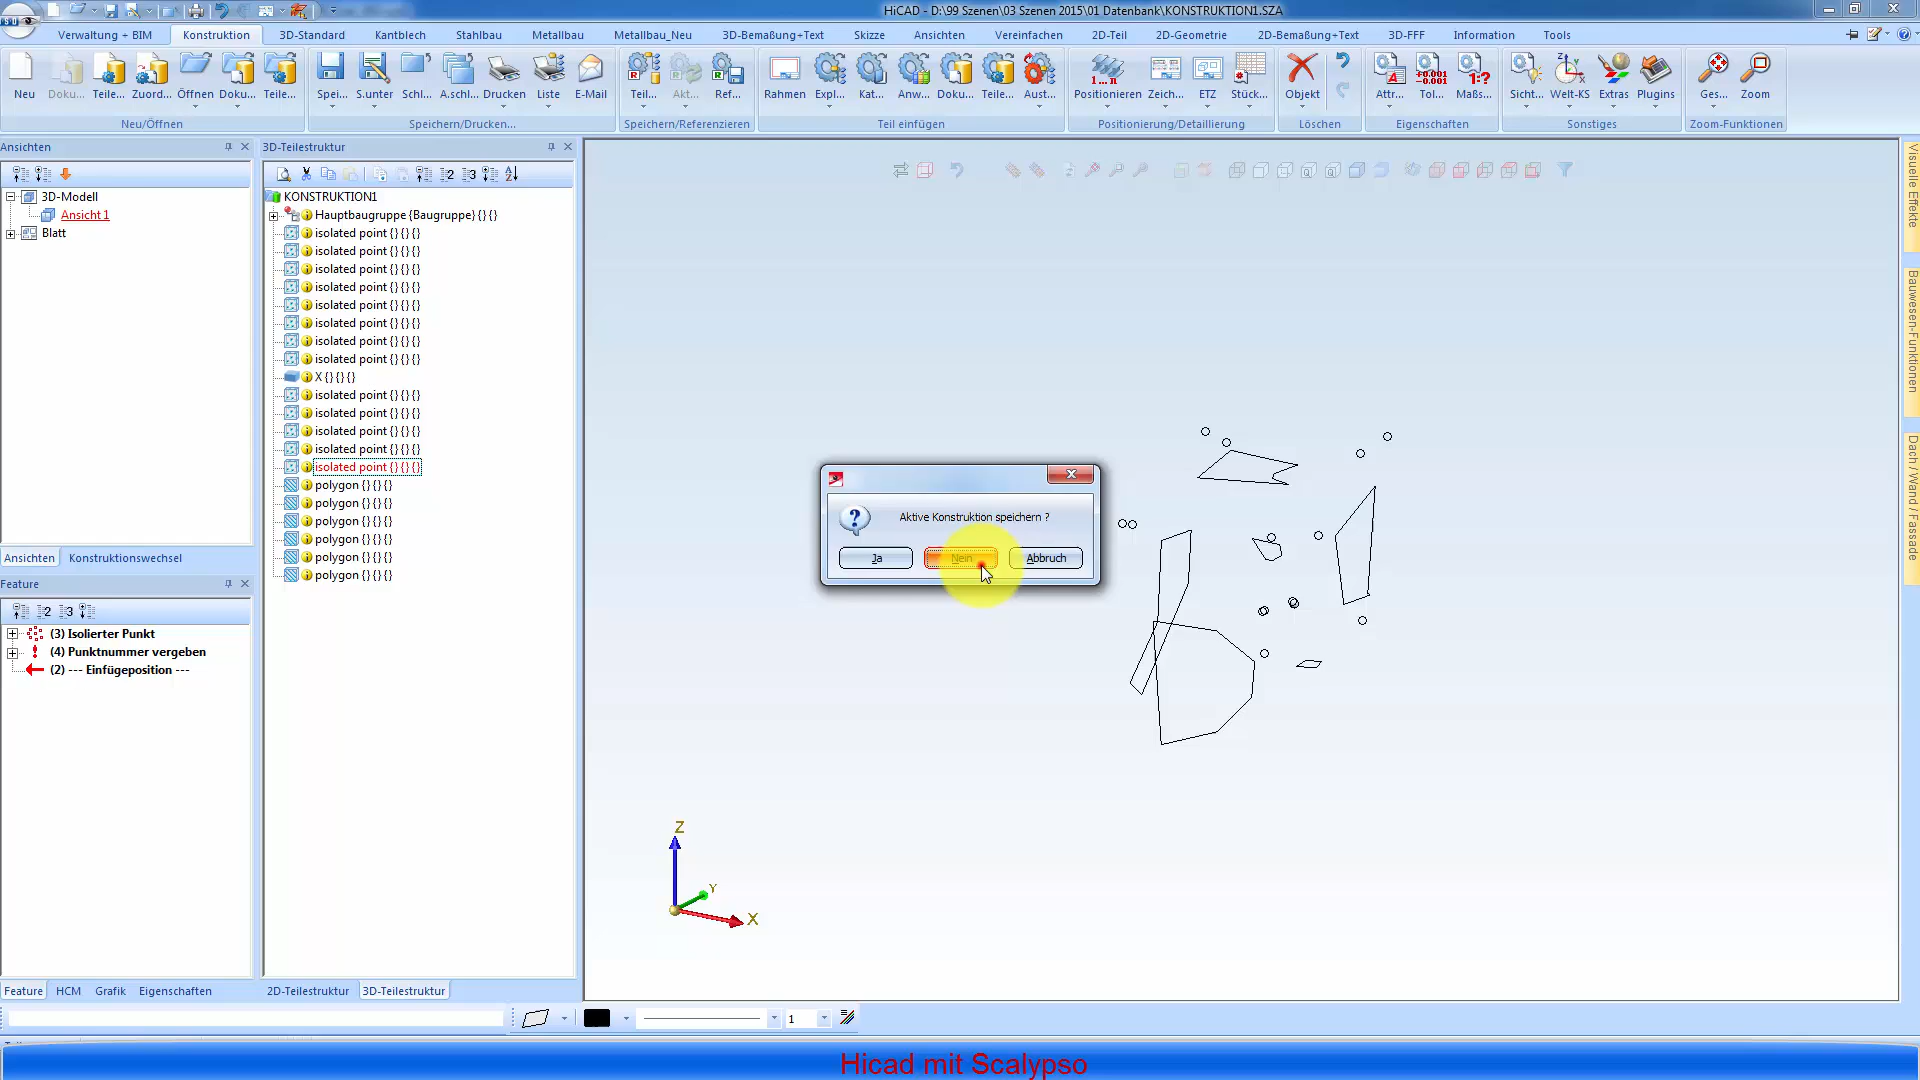 HiCAD - D:\99 Szenen\03 Szenen 2015\01 Datenbank\KONSTRUKTION1.SZA
Verwaltung + BIM Konstruktion 3D-Standard Kantblech Stahlbau Metallbau Metallbau_Neu 3D-Bemaßung+Text Skizze Ansichten Vereinfachen 2D-Teil 2D-Geometrie 2D-Bemaßung+Text 3D-FFF Information Tools
Neu Doku... Teile... Zuord... Öffnen Doku... Teile... Spei... S.unter Schl... A.schl... Drucken Liste E-Mail Teil... Akt... Ref... Rahmen Expl... Kat... Anw... Doku... Teile... Aust... Positionieren Zeich... ETZ Stück... Objekt Attr... Tol... Maßs... Sicht... Welt-KS Extras Plugins Ges... Zoom
Neu/Öffnen Speichern/Drucken... Speichern/Referenzieren Teil einfügen Positionierung/Detaillierung Löschen Eigenschaften Sonstiges Zoom-Funktionen
Ansichten
3D-Modell
Ansicht 1
Blatt
Ansichten Konstruktionswechsel
Feature
(3) Isolierter Punkt
(4) Punktnummer vergeben
(2) --- Einfügeposition ---
Feature HCM Grafik Eigenschaften
3D-Teilestruktur
KONSTRUKTION1
Hauptbaugruppe {Baugruppe} {} {}
isolated point {} {} {}
isolated point {} {} {}
isolated point {} {} {}
isolated point {} {} {}
isolated point {} {} {}
isolated point {} {} {}
isolated point {} {} {}
isolated point {} {} {}
X {} {} {}
isolated point {} {} {}
isolated point {} {} {}
isolated point {} {} {}
isolated point {} {} {}
isolated point {} {} {}
polygon {} {} {}
polygon {} {} {}
polygon {} {} {}
polygon {} {} {}
polygon {} {} {}
polygon {} {} {}
2D-Teilestruktur 3D-Teilestruktur
Aktive Konstruktion speichern ?
Ja Nein Abbruch
Z
Y
X
Visuelle Effekte
Bauwesen-Funktionen
Dach / Wand / Fassade
1
Hicad mit Scalypso